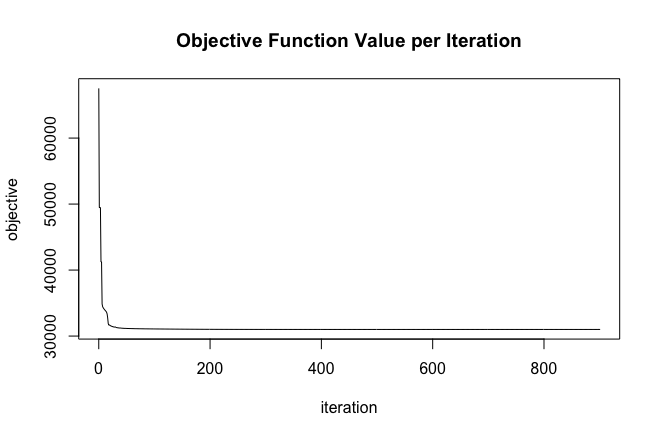 Objective Function Value per Iteration
objective
60000
50000
40000
30000
0 200 400 600 800
iteration